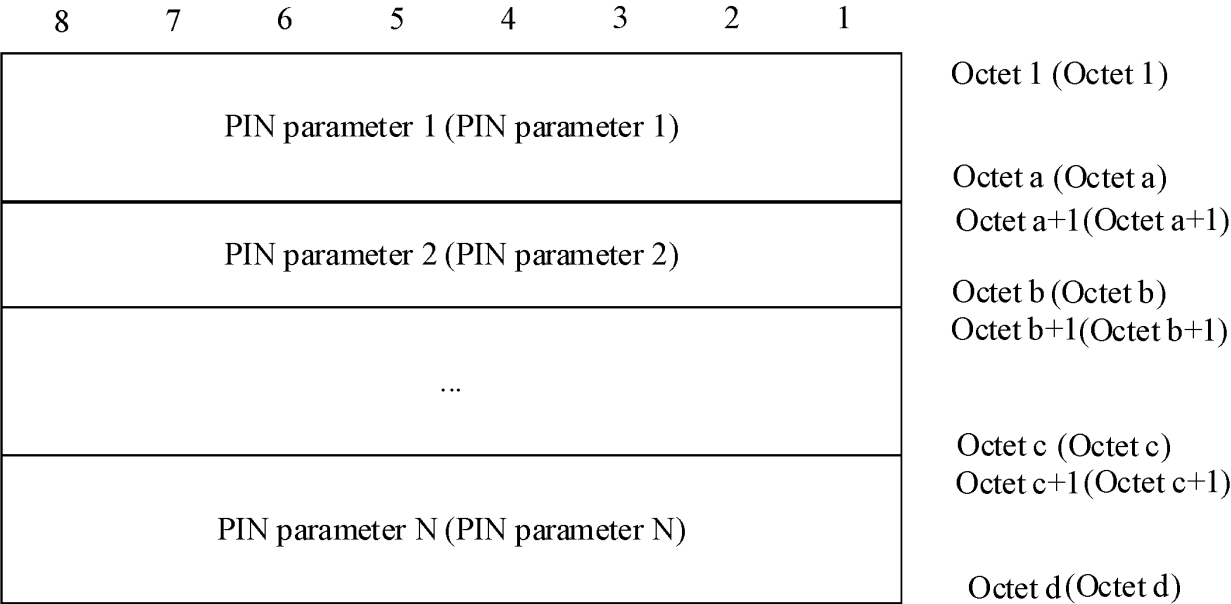 8 7 6 5 4 3 2 1
Octet 1 (Octet 1)
PIN parameter 1 (PIN parameter 1)
Octet a (Octet a)
Octet a+1(Octet a+1)
PIN parameter 2 (PIN parameter 2)
Octet b (Octet b)
Octet b+1(Octet b+1)
...
Octet c (Octet c)
Octet c+1(Octet c+1)
PIN parameter N (PIN parameter N)
Octet d(Octet d)